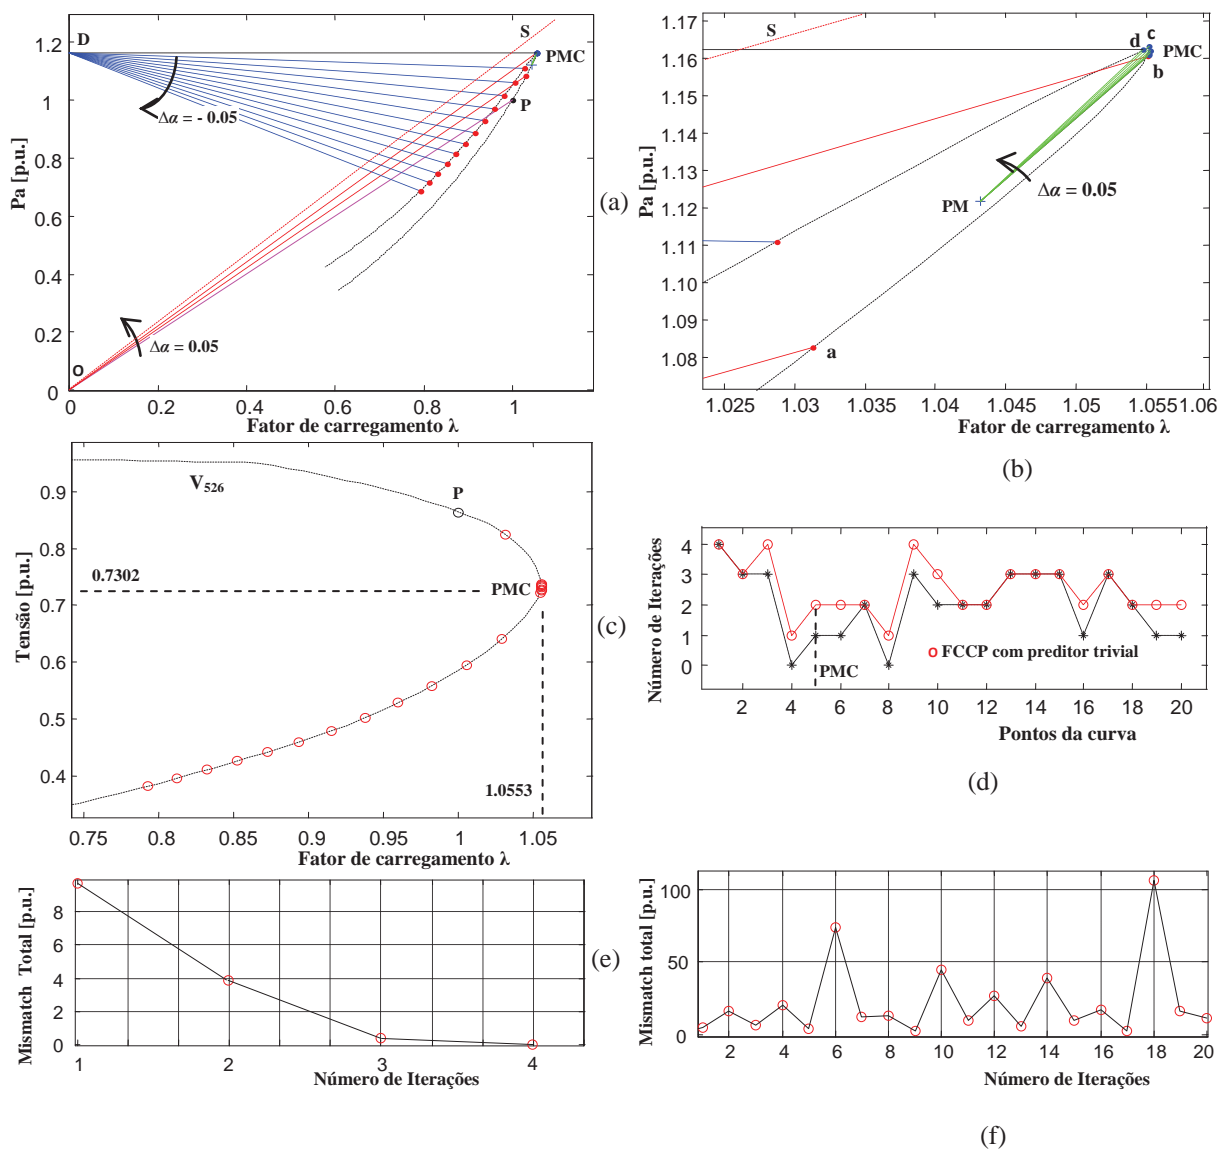 D
S
PMC
P
Δα = - 0.05
Δα = 0.05
O
1.2
1
0.8
0.6
0.4
0.2
0
0 0.2 0.4 0.6 0.8 1
Pa [p.u.]
Fator de carregamento λ
(a)
S
d c
PMC
b
PM
Δα = 0.05
a
1.17
1.16
1.15
1.14
1.13
1.12
1.11
1.10
1.09
1.08
1.025 1.03 1.035 1.04 1.045 1.05 1.055 1.06
Pa [p.u.]
Fator de carregamento λ
(b)
V526
P
0.7302
PMC
1.0553
0.9
0.8
0.7
0.6
0.5
0.4
0.75 0.8 0.85 0.9 0.95 1 1.05
Tensão [p.u.]
Fator de carregamento λ
(c)
4
3
2
1
0
O FCCP com preditor trivial
PMC
2 4 6 8 10 12 14 16 18 20
Número de Iterações
Pontos da curva
(d)
8
6
4
2
0
1 2 3 4
Mismatch Total [p.u.]
Número de Iterações
(e)
100
50
0
2 4 6 8 10 12 14 16 18 20
Mismatch total [p.u.]
Número de Iterações
(f)